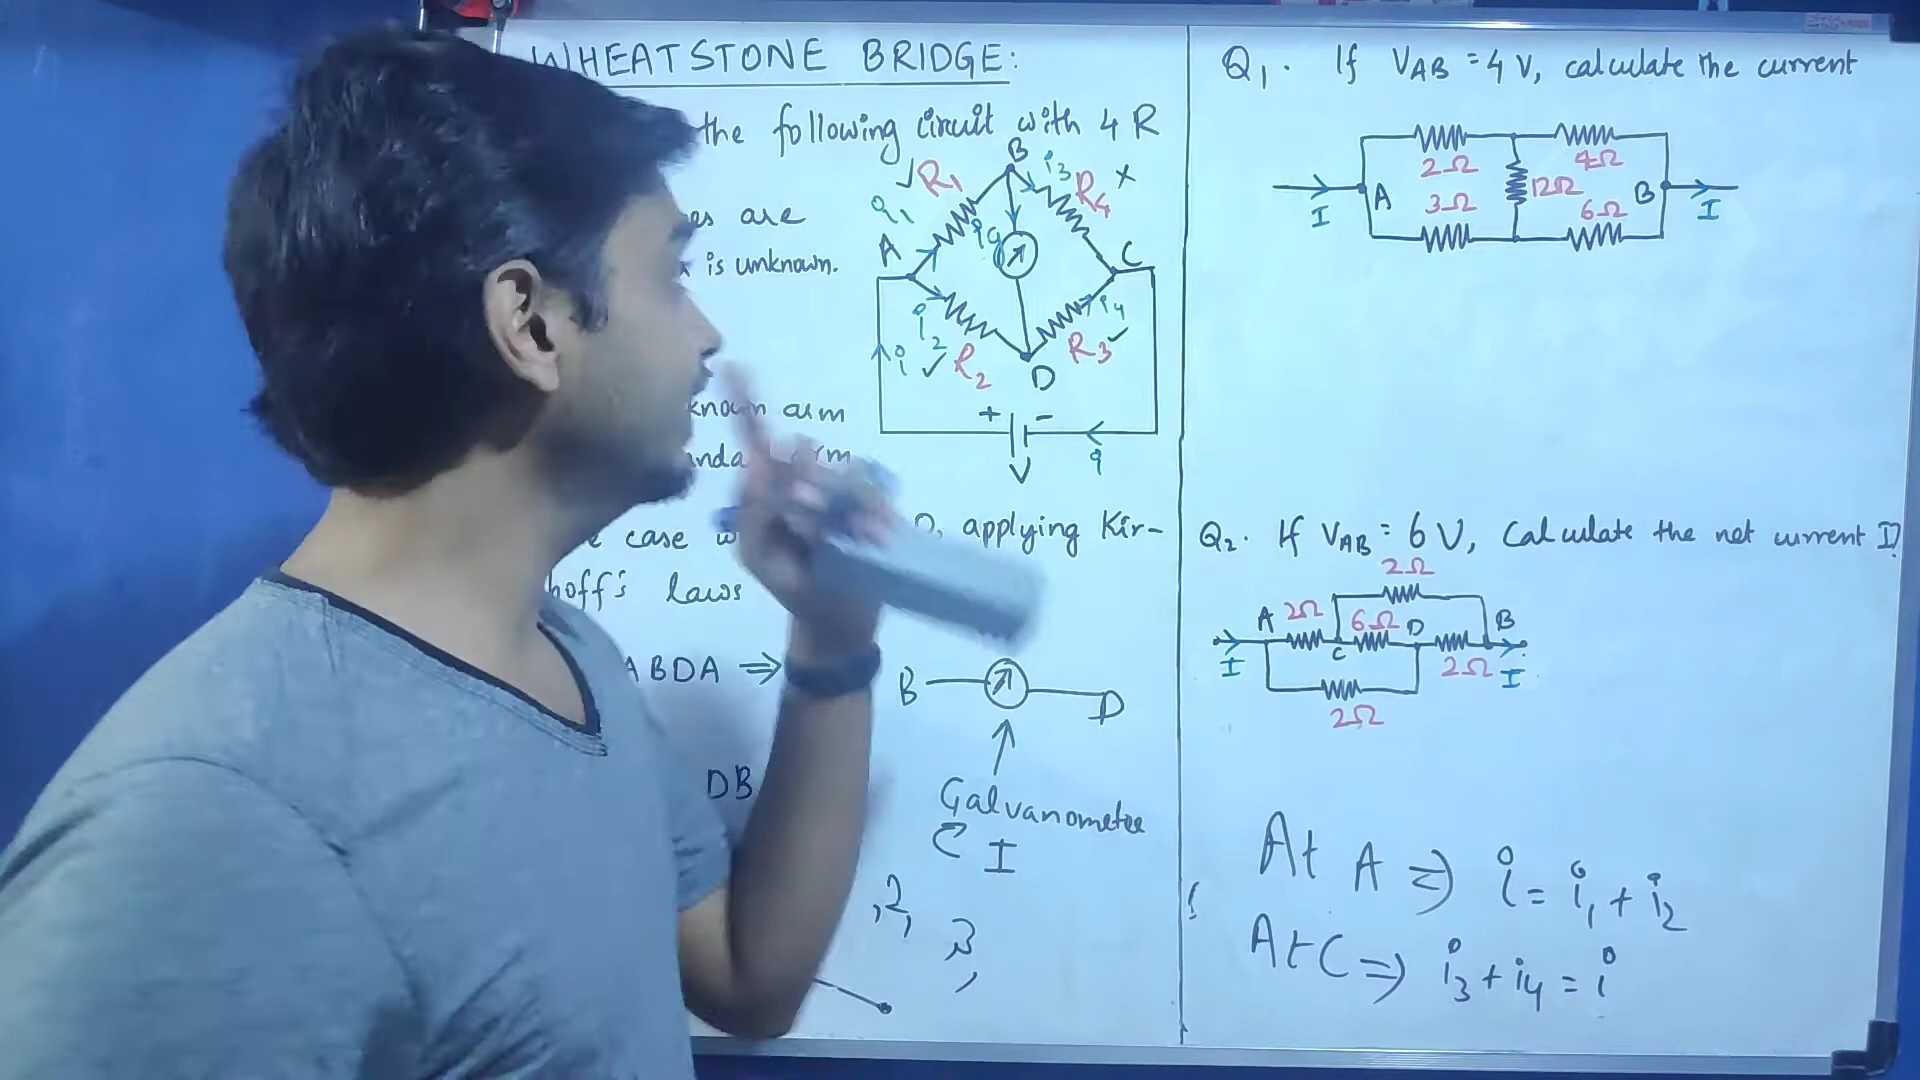 WHEATSTONE BRIDGE:
the following circuit with 4 R
are
is unknown.
B
i3
R1
R4
i1
ig
A
C
i2
i4
i
R2
R3
D
+ -
V
known arm
case
applying Kir-
hoff's laws
ABDA ⇒
B
D
DB
Galvanometer
I
,2,
3,
Q1. If VAB = 4 V, calculate the current
2Ω
4Ω
12Ω
A
B
I
3Ω
6Ω
I
Q2. If VAB = 6 V, Calculate the net current I?
2Ω
A 2Ω 6Ω D B
C
I
2Ω I
2Ω
At A ⇒ i = i1 + i2
At C ⇒ i3 + i4 = i